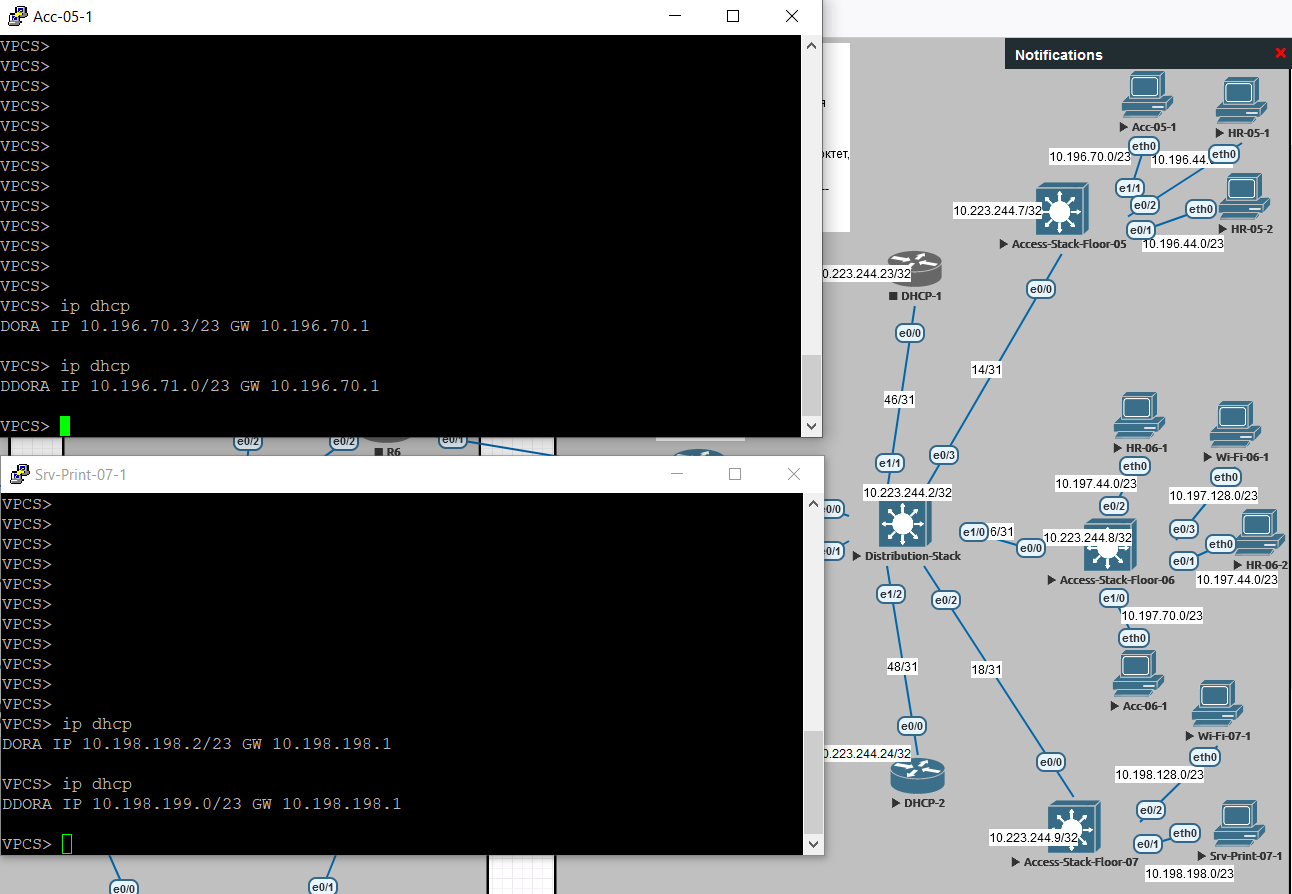 Acc-05-1
VPCS>
VPCS>
VPCS>
VPCS>
VPCS>
VPCS>
VPCS>
VPCS>
VPCS>
VPCS>
VPCS>
VPCS>
VPCS>
VPCS> ip dhcp
DORA IP 10.196.70.3/23 GW 10.196.70.1
VPCS> ip dhcp
DDORA IP 10.196.71.0/23 GW 10.196.70.1
VPCS>
e0/2
e0/2
R6
e0/1
Srv-Print-07-1
VPCS>
VPCS>
VPCS>
VPCS>
VPCS>
VPCS>
VPCS>
VPCS>
VPCS>
VPCS>
VPCS>
VPCS> ip dhcp
DORA IP 10.198.198.2/23 GW 10.198.198.1
VPCS> ip dhcp
DDORA IP 10.198.199.0/23 GW 10.198.198.1
VPCS>
e0/0
e0/1
Notifications
Acc-05-1
HR-05-1
eth0
10.196.70.0/23
eth0
e1/1
e0/2
eth0
10.223.244.7/32
e0/1
HR-05-2
Access-Stack-Floor-05
10.196.44.0/23
0.223.244.23/32
DHCP-1
e0/0
e0/0
14/31
46/31
e1/1
e0/3
10.223.244.2/32
Distribution-Stack
e1/0
6/31
e0/0
10.223.244.8/32
Access-Stack-Floor-06
HR-06-1
eth0
Wi-Fi-06-1
eth0
10.197.44.0/23
10.197.128.0/23
e0/2
e0/3
eth0
e0/1
HR-06-2
10.197.44.0/23
e1/0
10.197.70.0/23
eth0
Acc-06-1
e1/2
e0/2
48/31
18/31
e0/0
0.223.244.24/32
DHCP-2
e0/0
Wi-Fi-07-1
eth0
10.198.128.0/23
e0/2
10.223.244.9/32
eth0
e0/1
Access-Stack-Floor-07
Srv-Print-07-1
10.198.198.0/23